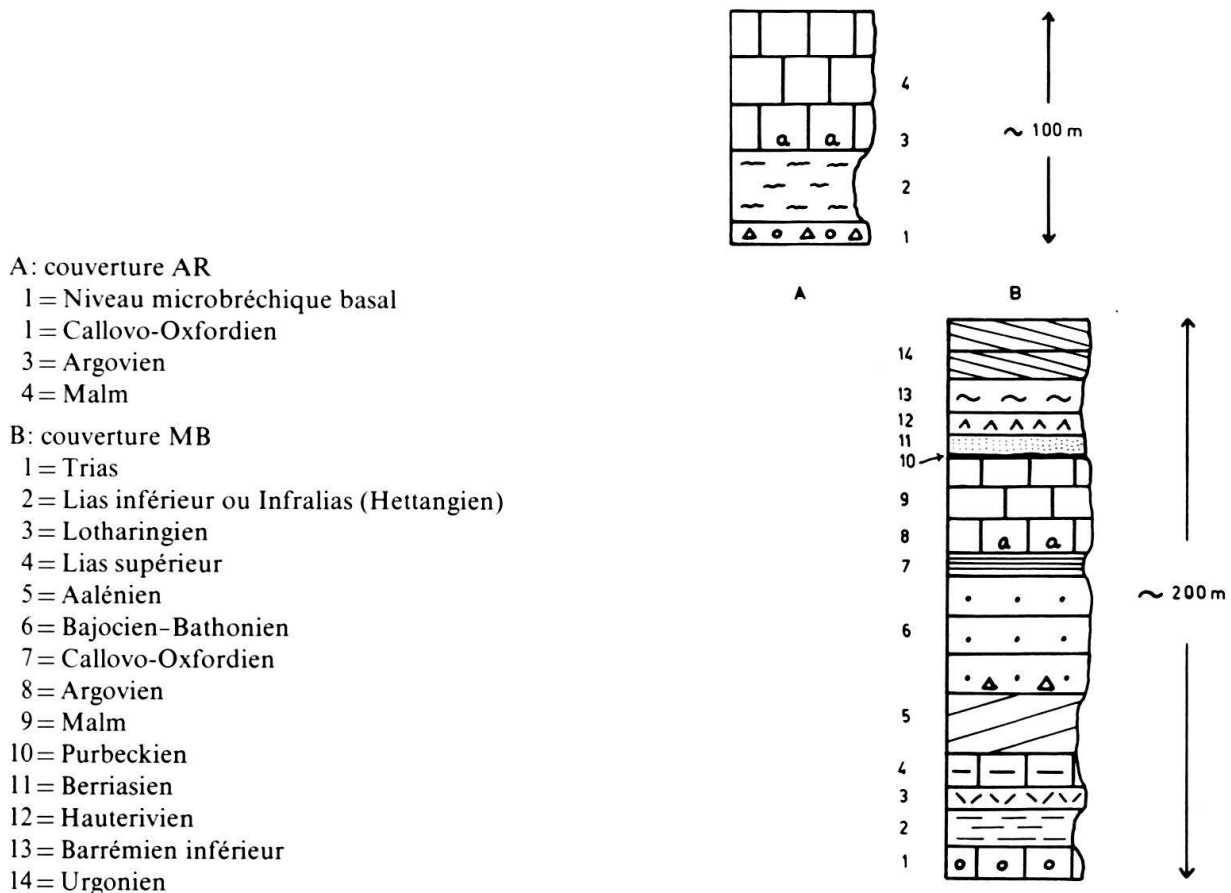 A: couverture AR
1 = Niveau microbréchique basal
1 = Callovo-Oxfordien
3 = Argovien
4 = Malm
B: couverture MB
1 = Trias
2 = Lias inférieur ou Infralias (Hettangien)
3 = Lotharingien
4 = Lias supérieur
5 = Aalénien
6 = Bajocien–Bathonien
7 = Callovo-Oxfordien
8 = Argovien
9 = Malm
10 = Purbeckien
11 = Berriasien
12 = Hauterivien
13 = Barrémien inférieur
14 = Urgonien
4
a a 3
2
1
~ 100 m
A B
14
13
12
11
10
9
a a
8
7
6
5
4
3
2
1
~ 200 m